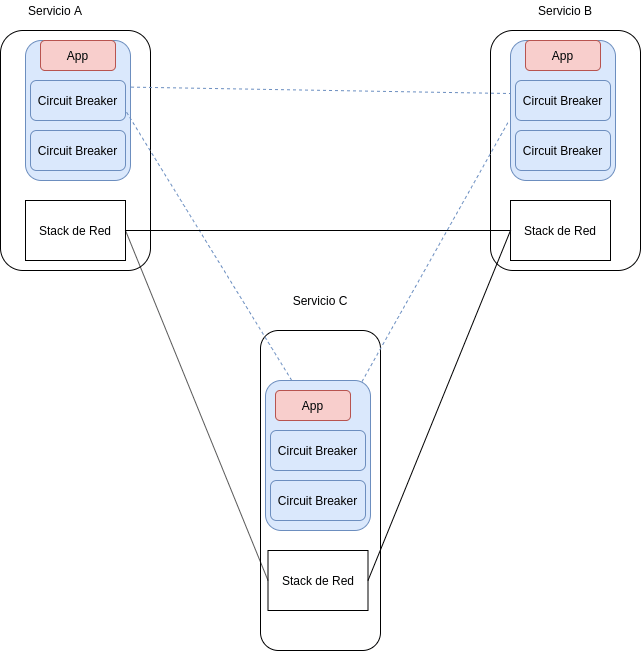 Servicio A
Servicio B
App
App
Circuit Breaker
Circuit Breaker
Circuit Breaker
Circuit Breaker
Stack de Red
Stack de Red
Servicio C
App
Circuit Breaker
Circuit Breaker
Stack de Red